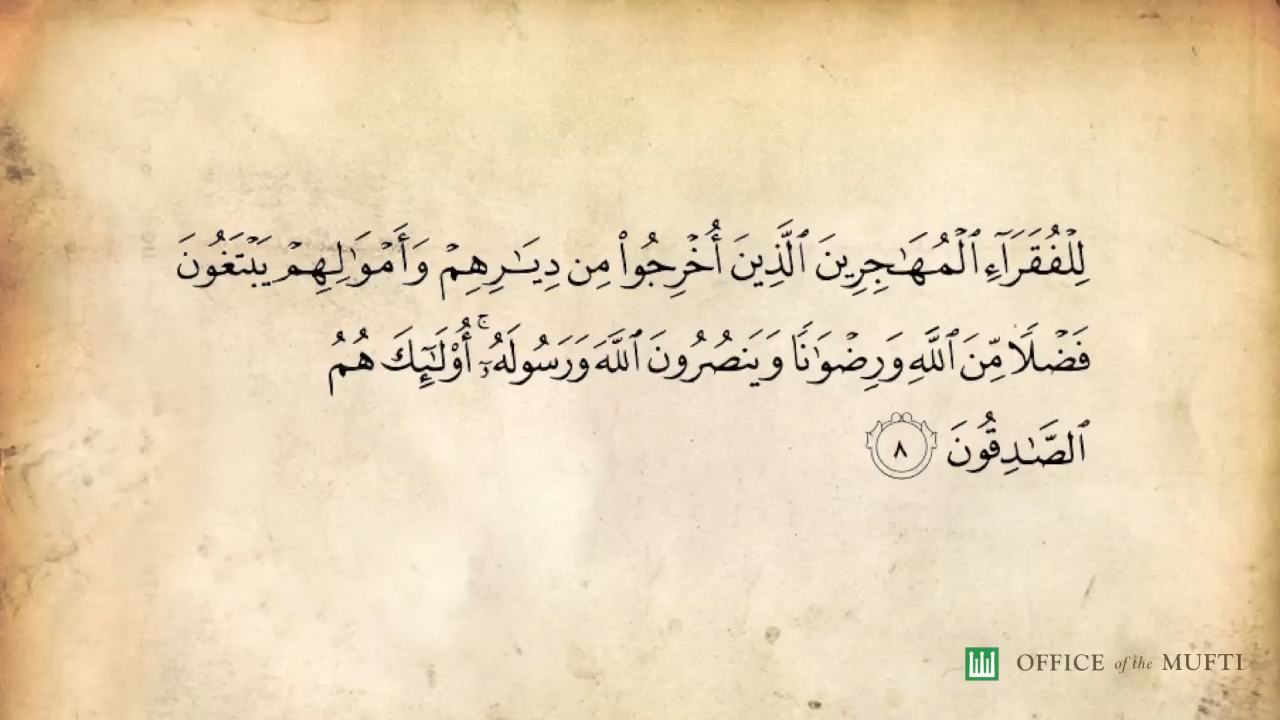 لِلْفُقَرَآءِ ٱلْمُهَٰجِرِينَ ٱلَّذِينَ أُخْرِجُوا۟ مِن دِيَٰرِهِمْ وَأَمْوَٰلِهِمْ يَبْتَغُونَ
فَضْلًا مِّنَ ٱللَّهِ وَرِضْوَٰنًا وَيَنصُرُونَ ٱللَّهَ وَرَسُولَهُۥٓ ۚ أُو۟لَٰٓئِكَ هُمُ
ٱلصَّٰدِقُونَ ٨
OFFICE of the MUFTI